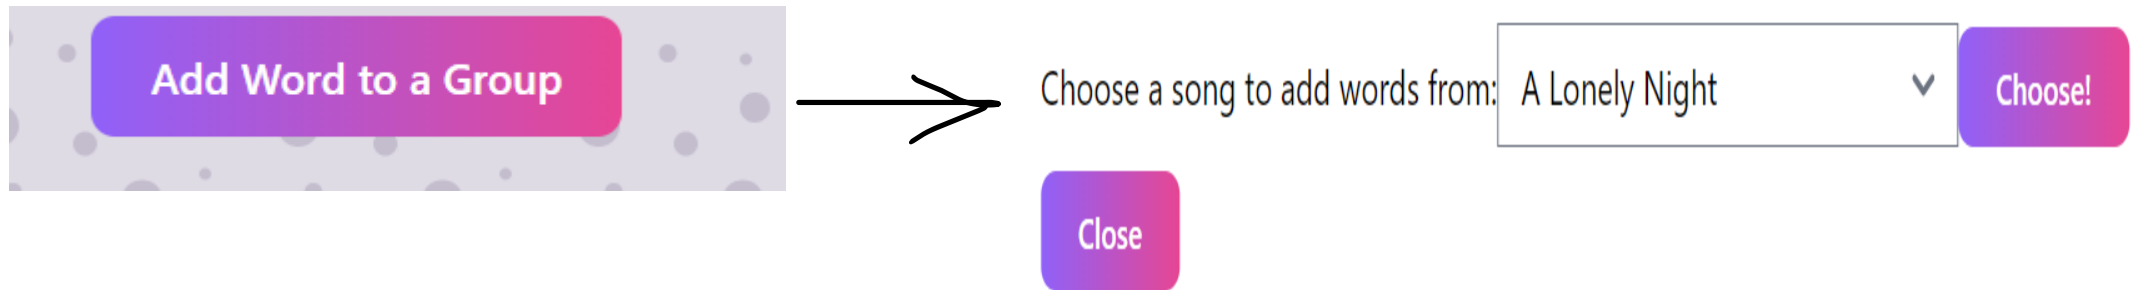 Add Word to a Group
Choose a song to add words from: A Lonely Night Choose!
Close